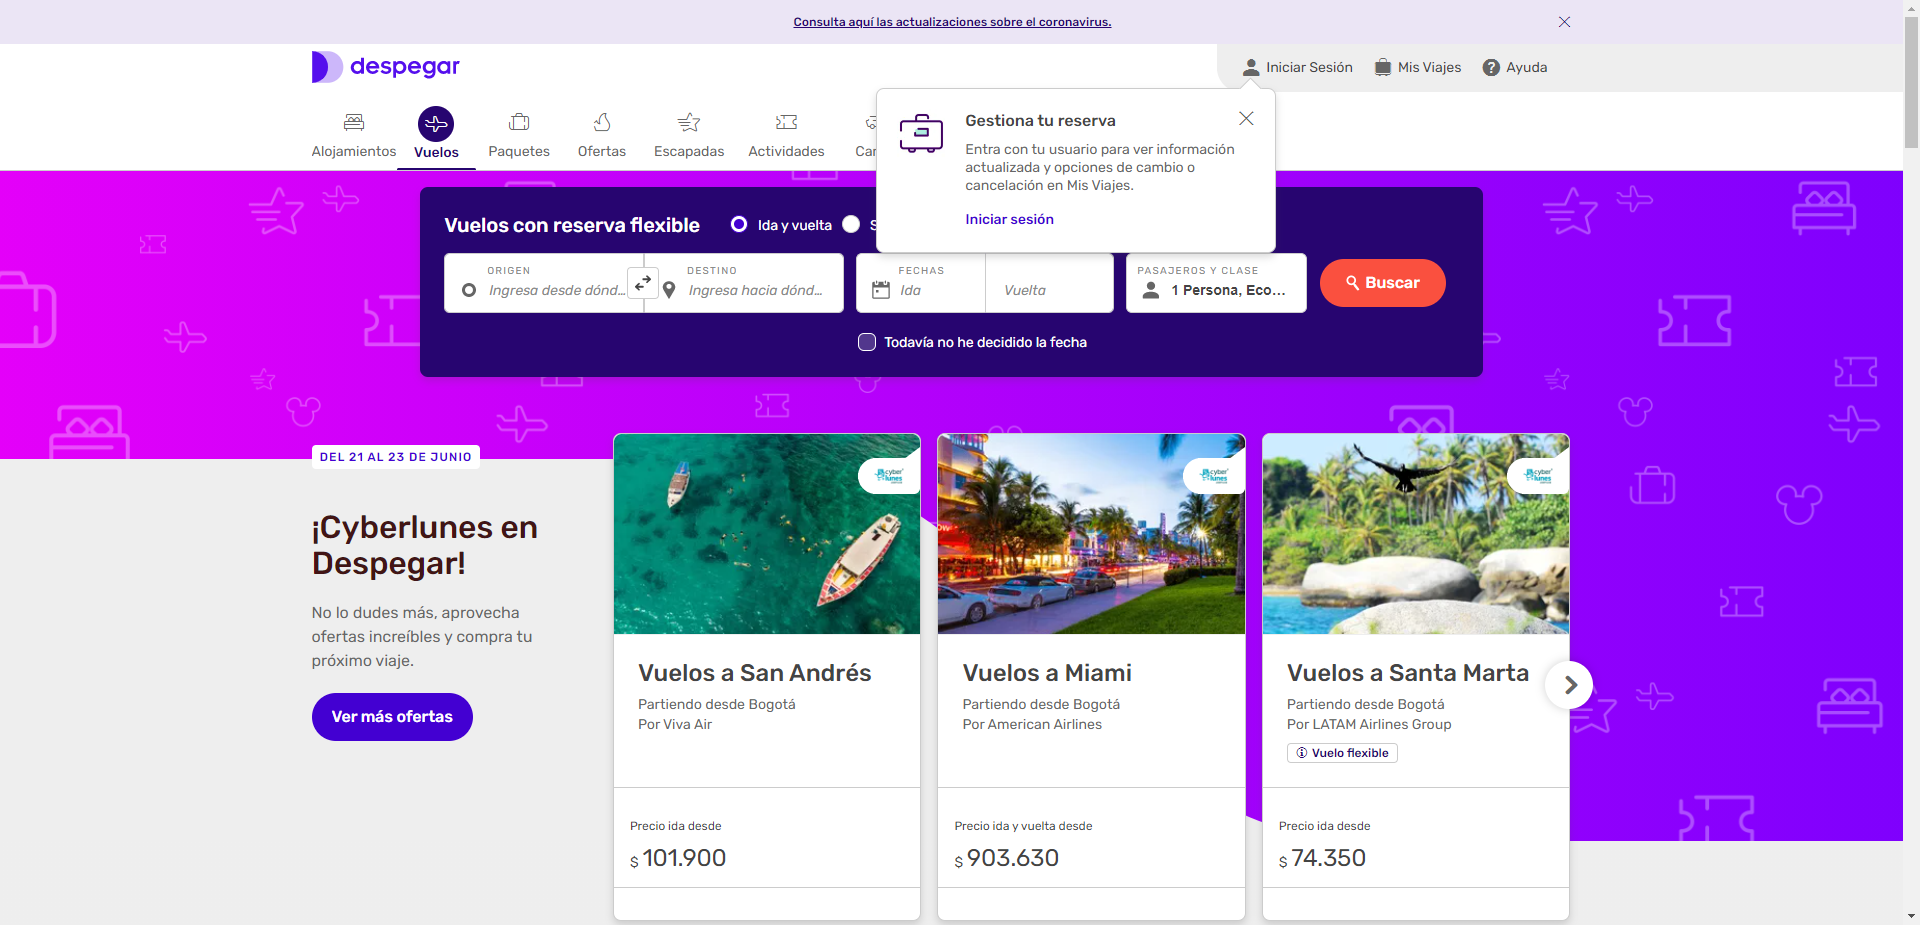 Consulta aquí las actualizaciones sobre el coronavirus.
despegar
Iniciar Sesión
Mis Viajes
Ayuda
Alojamientos
Vuelos
Paquetes
Ofertas
Escapadas
Actividades
Gestiona tu reserva
Entra con tu usuario para ver información
actualizada y opciones de cambio o
cancelación en Mis Viajes.
Iniciar sesión
Vuelos con reserva flexible
Ida y vuelta
ORIGEN
Ingresa desde dónd...
DESTINO
Ingresa hacia dónd...
FECHAS
Ida
Vuelta
PASAJEROS Y CLASE
1 Persona, Eco...
Buscar
Todavía no he decidido la fecha
DEL 21 AL 23 DE JUNIO
¡Cyberlunes en
Despegar!
No lo dudes más, aprovecha
ofertas increíbles y compra tu
próximo viaje.
Ver más ofertas
cyber
lunes
Vuelos a San Andrés
Partiendo desde Bogotá
Por Viva Air
Precio ida desde
$ 101.900
cyber
lunes
Vuelos a Miami
Partiendo desde Bogotá
Por American Airlines
Precio ida y vuelta desde
$ 903.630
cyber
lunes
Vuelos a Santa Marta
Partiendo desde Bogotá
Por LATAM Airlines Group
Vuelo flexible
Precio ida desde
$ 74.350